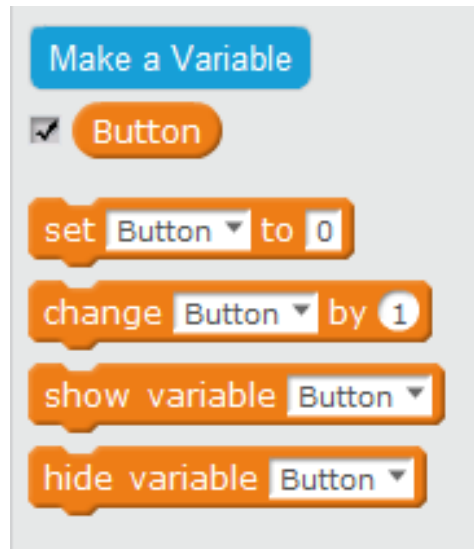 Make a Variable
Button
set Button to 0
change Button by 1
show variable Button
hide variable Button